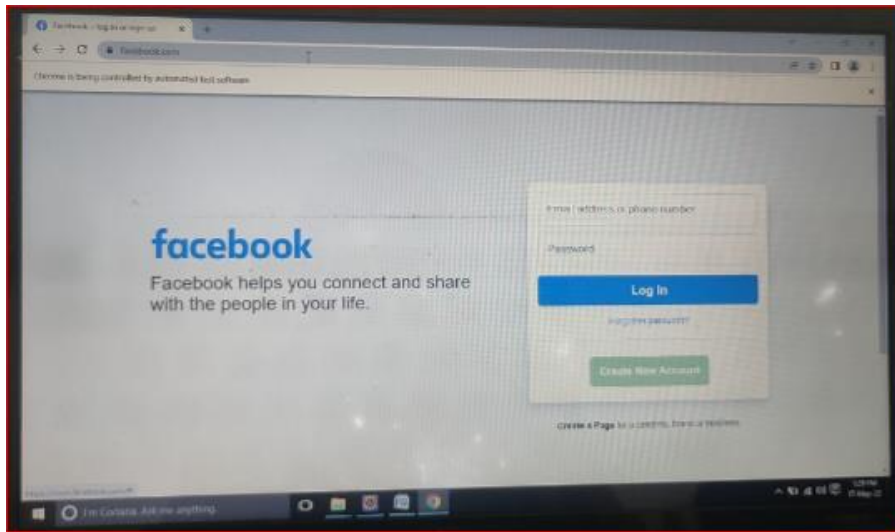 Facebook - log in or sign up
facebook.com
Chrome is being controlled by automated test software
Email address or phone number
facebook
Password
Facebook helps you connect and share
with the people in your life.
Log In
Forgotten password?
Create New Account
Create a Page for a celebrity, brand or business.
I'm Cortana. Ask me anything.